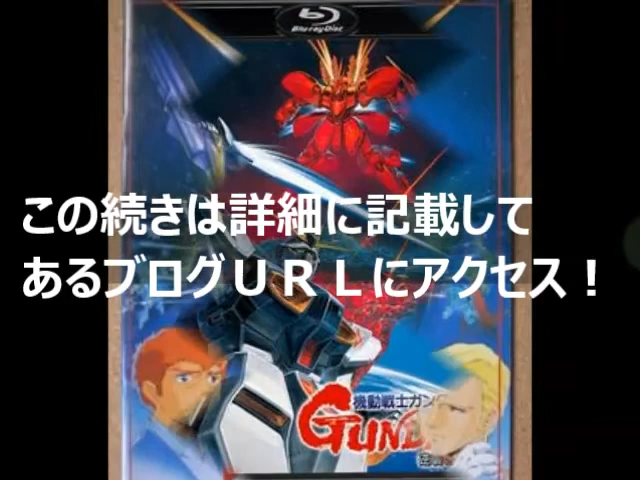 Blu-ray Disc
この続きは詳細に記載して
あるブログＵＲＬにアクセス！
機動戦士ガン
GUND